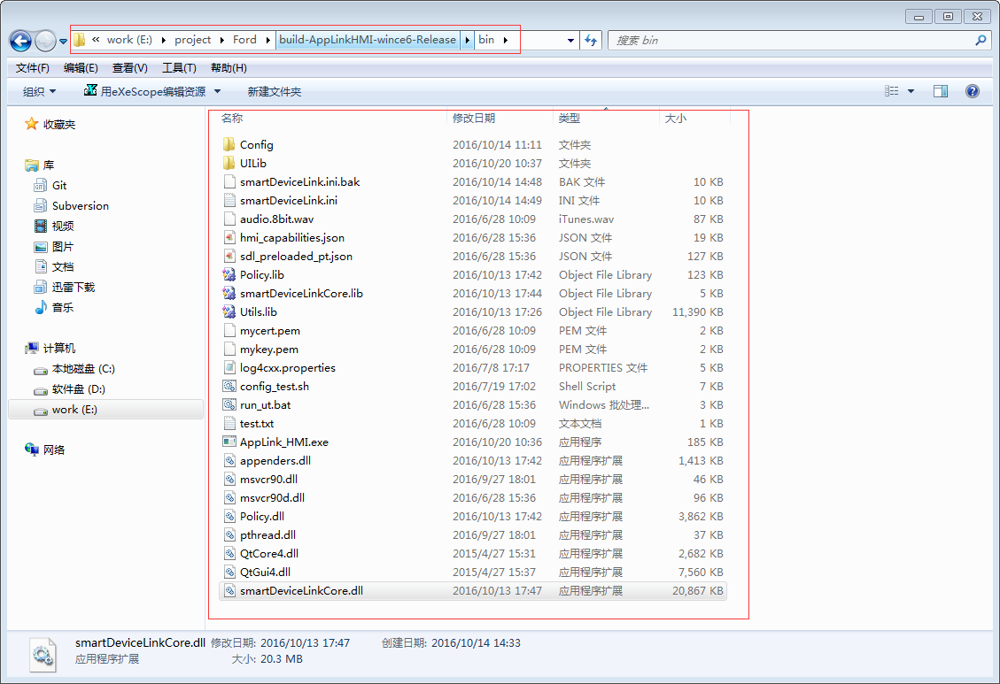 « work (E:) ▸ project ▸ Ford ▸ build-AppLinkHMI-wince6-Release ▸ bin ▸
搜索 bin
文件(F) 编辑(E) 查看(V) 工具(T) 帮助(H)
组织 用eXeScope编辑资源 新建文件夹
收藏夹
库
Git
Subversion
视频
图片
文档
迅雷下载
音乐
计算机
本地磁盘 (C:)
软件盘 (D:)
work (E:)
网络
名称 修改日期 类型 大小
Config 2016/10/14 11:11 文件夹
UILib 2016/10/20 10:37 文件夹
smartDeviceLink.ini.bak 2016/10/14 14:48 BAK 文件 10 KB
smartDeviceLink.ini 2016/10/14 14:49 INI 文件 10 KB
audio.8bit.wav 2016/6/28 10:09 iTunes.wav 87 KB
hmi_capabilities.json 2016/6/28 15:36 JSON 文件 19 KB
sdl_preloaded_pt.json 2016/6/28 15:36 JSON 文件 127 KB
Policy.lib 2016/10/13 17:42 Object File Library 123 KB
smartDeviceLinkCore.lib 2016/10/13 17:44 Object File Library 5 KB
Utils.lib 2016/10/13 17:26 Object File Library 11,390 KB
mycert.pem 2016/6/28 10:09 PEM 文件 2 KB
mykey.pem 2016/6/28 10:09 PEM 文件 2 KB
log4cxx.properties 2016/7/8 17:17 PROPERTIES 文件 5 KB
config_test.sh 2016/7/19 17:02 Shell Script 7 KB
run_ut.bat 2016/6/28 15:36 Windows 批处理... 3 KB
test.txt 2016/6/28 10:09 文本文档 1 KB
AppLink_HMI.exe 2016/10/20 10:36 应用程序 185 KB
appenders.dll 2016/10/13 17:42 应用程序扩展 1,413 KB
msvcr90.dll 2016/9/27 18:01 应用程序扩展 46 KB
msvcr90d.dll 2016/6/28 15:36 应用程序扩展 96 KB
Policy.dll 2016/10/13 17:42 应用程序扩展 3,862 KB
pthread.dll 2016/9/27 18:01 应用程序扩展 37 KB
QtCore4.dll 2015/4/27 15:31 应用程序扩展 2,682 KB
QtGui4.dll 2015/4/27 15:37 应用程序扩展 7,560 KB
smartDeviceLinkCore.dll 2016/10/13 17:47 应用程序扩展 20,867 KB
smartDeviceLinkCore.dll 修改日期: 2016/10/13 17:47 创建日期: 2016/10/14 14:33
应用程序扩展 大小: 20.3 MB